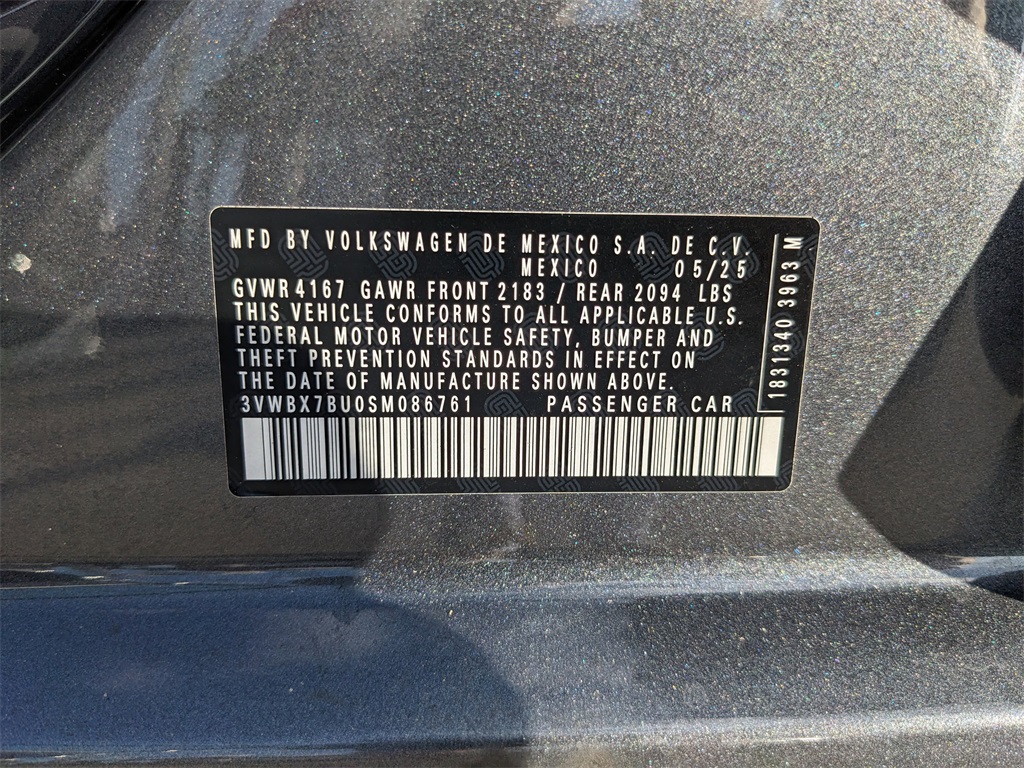 MFD BY VOLKSWAGEN DE MEXICO S.A. DE C.V.
MEXICO 05/25
GVWR 4167 GAWR FRONT 2183 / REAR 2094 LBS
THIS VEHICLE CONFORMS TO ALL APPLICABLE U.S.
FEDERAL MOTOR VEHICLE SAFETY, BUMPER AND
THEFT PREVENTION STANDARDS IN EFFECT ON
THE DATE OF MANUFACTURE SHOWN ABOVE.
3VWBX7BU0SM086761 PASSENGER CAR
1831340 3963 M